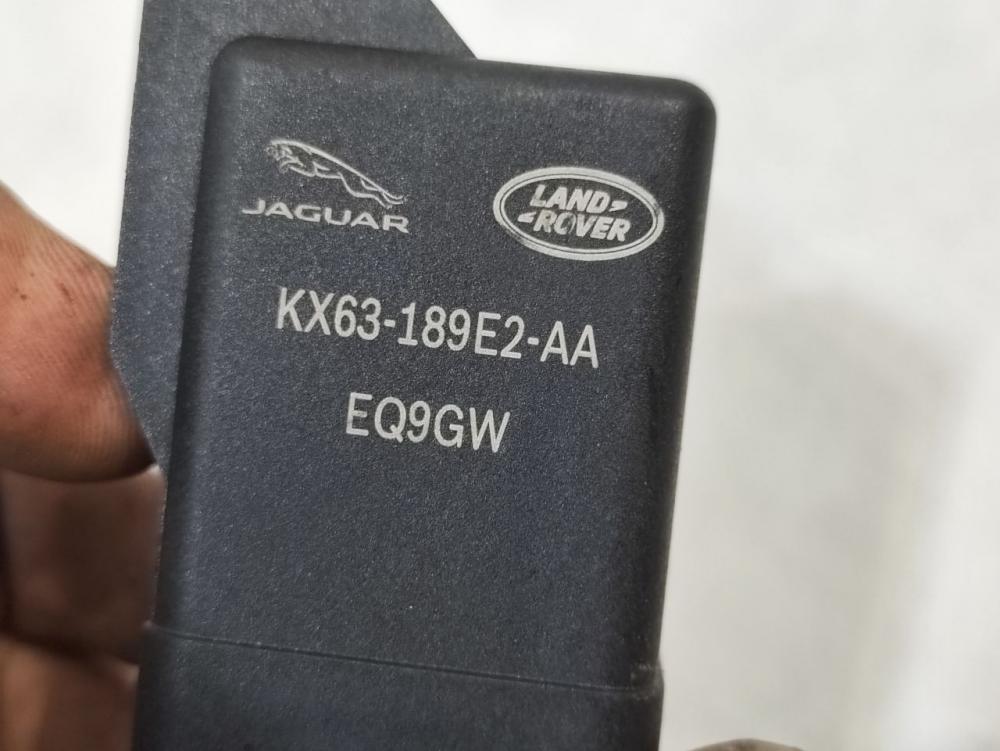 JAGUAR
LAND-
-ROVER
KX63-189E2-AA
EQ9GW